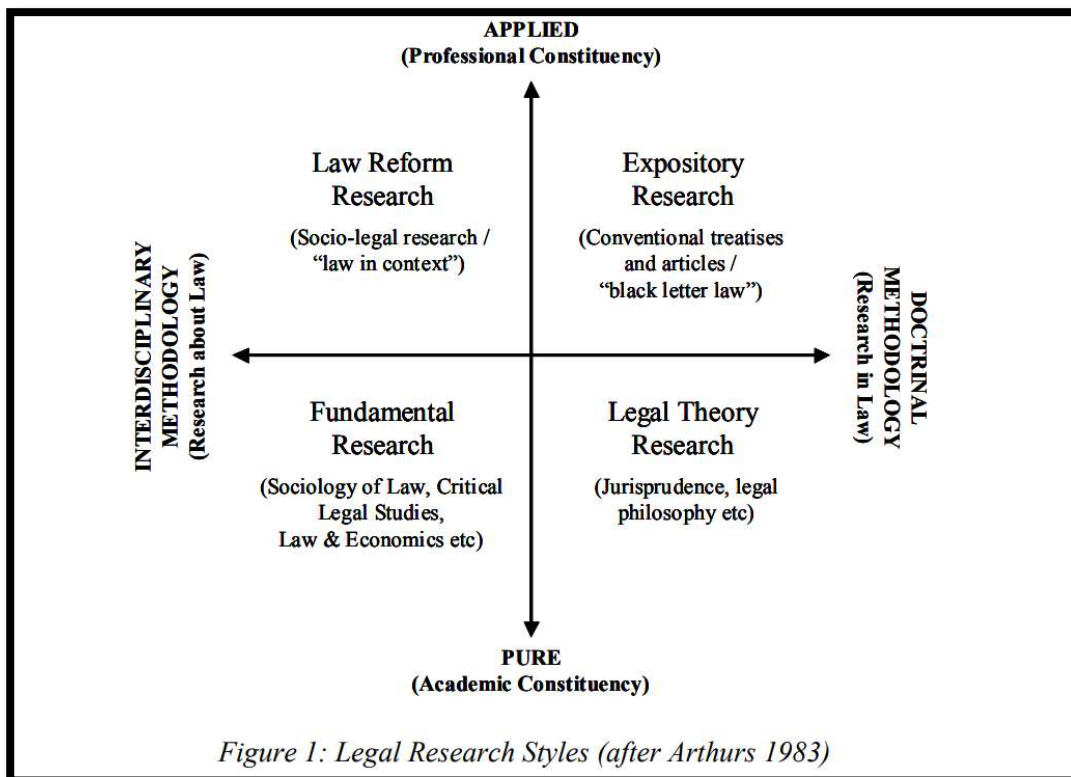 APPLIED
(Professional Constituency)
Law Reform
Research
(Socio-legal research /
“law in context”)
Expository
Research
(Conventional treatises
and articles /
“black letter law”)
INTERDISCIPLINARY
METHODOLOGY
(Research about Law)
DOCTRINAL
METHODOLOGY
(Research in Law)
Fundamental
Research
(Sociology of Law, Critical
Legal Studies,
Law & Economics etc)
Legal Theory
Research
(Jurisprudence, legal
philosophy etc)
PURE
(Academic Constituency)
Figure 1: Legal Research Styles (after Arthurs 1983)